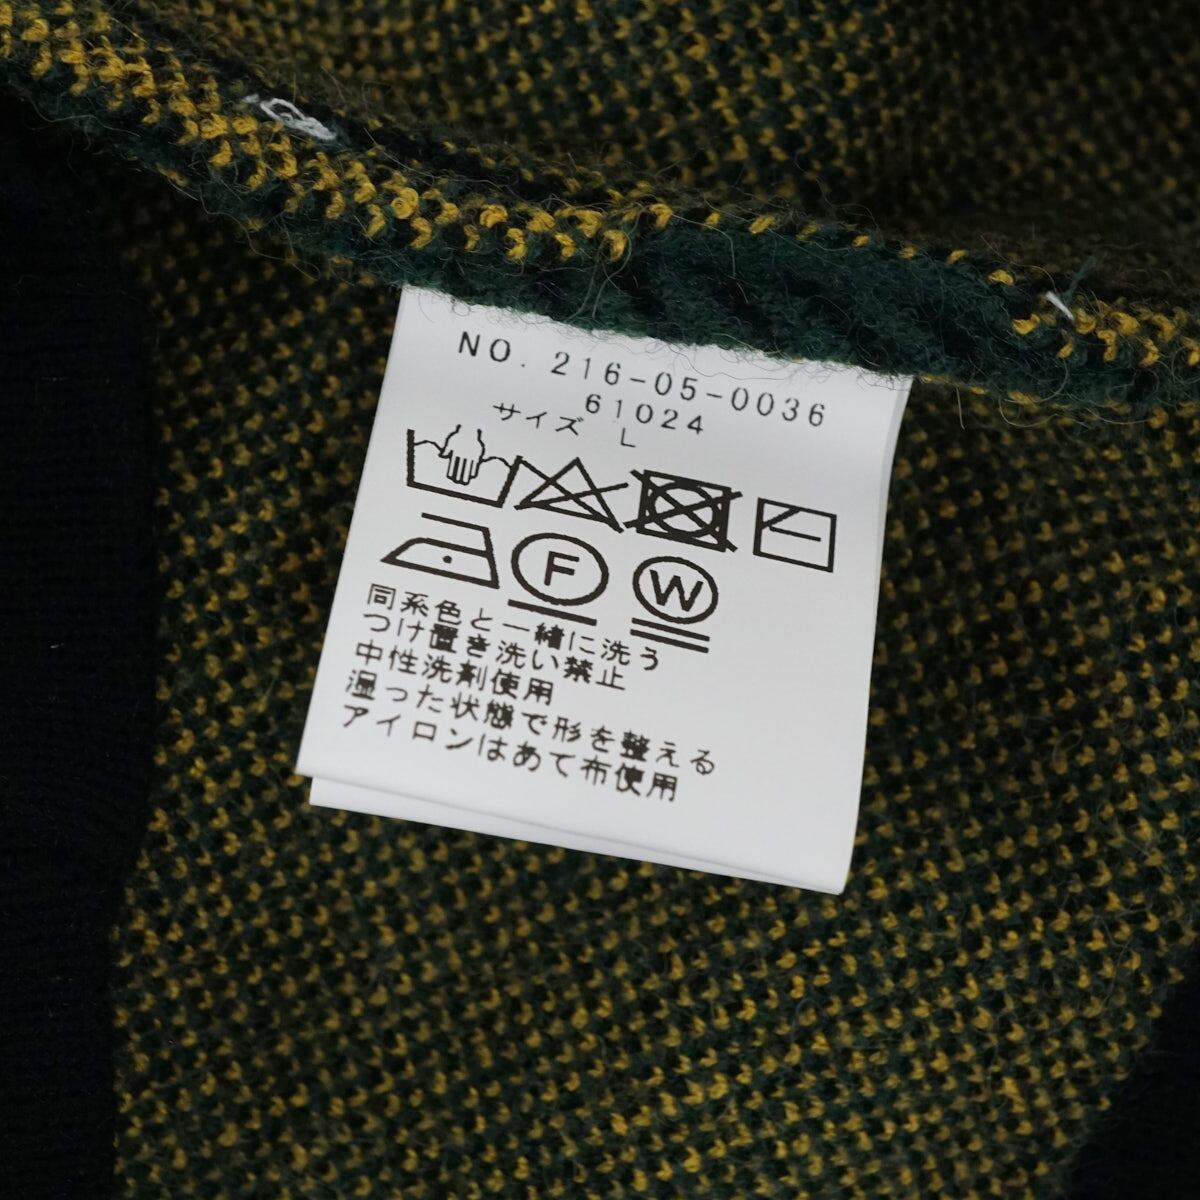 NO. 216-05-0036
61024
サイズ L
F W
同系色と一緒に洗う
つけ置き洗い禁止
中性洗剤使用
湿った状態で形を整える
アイロンはあて布使用